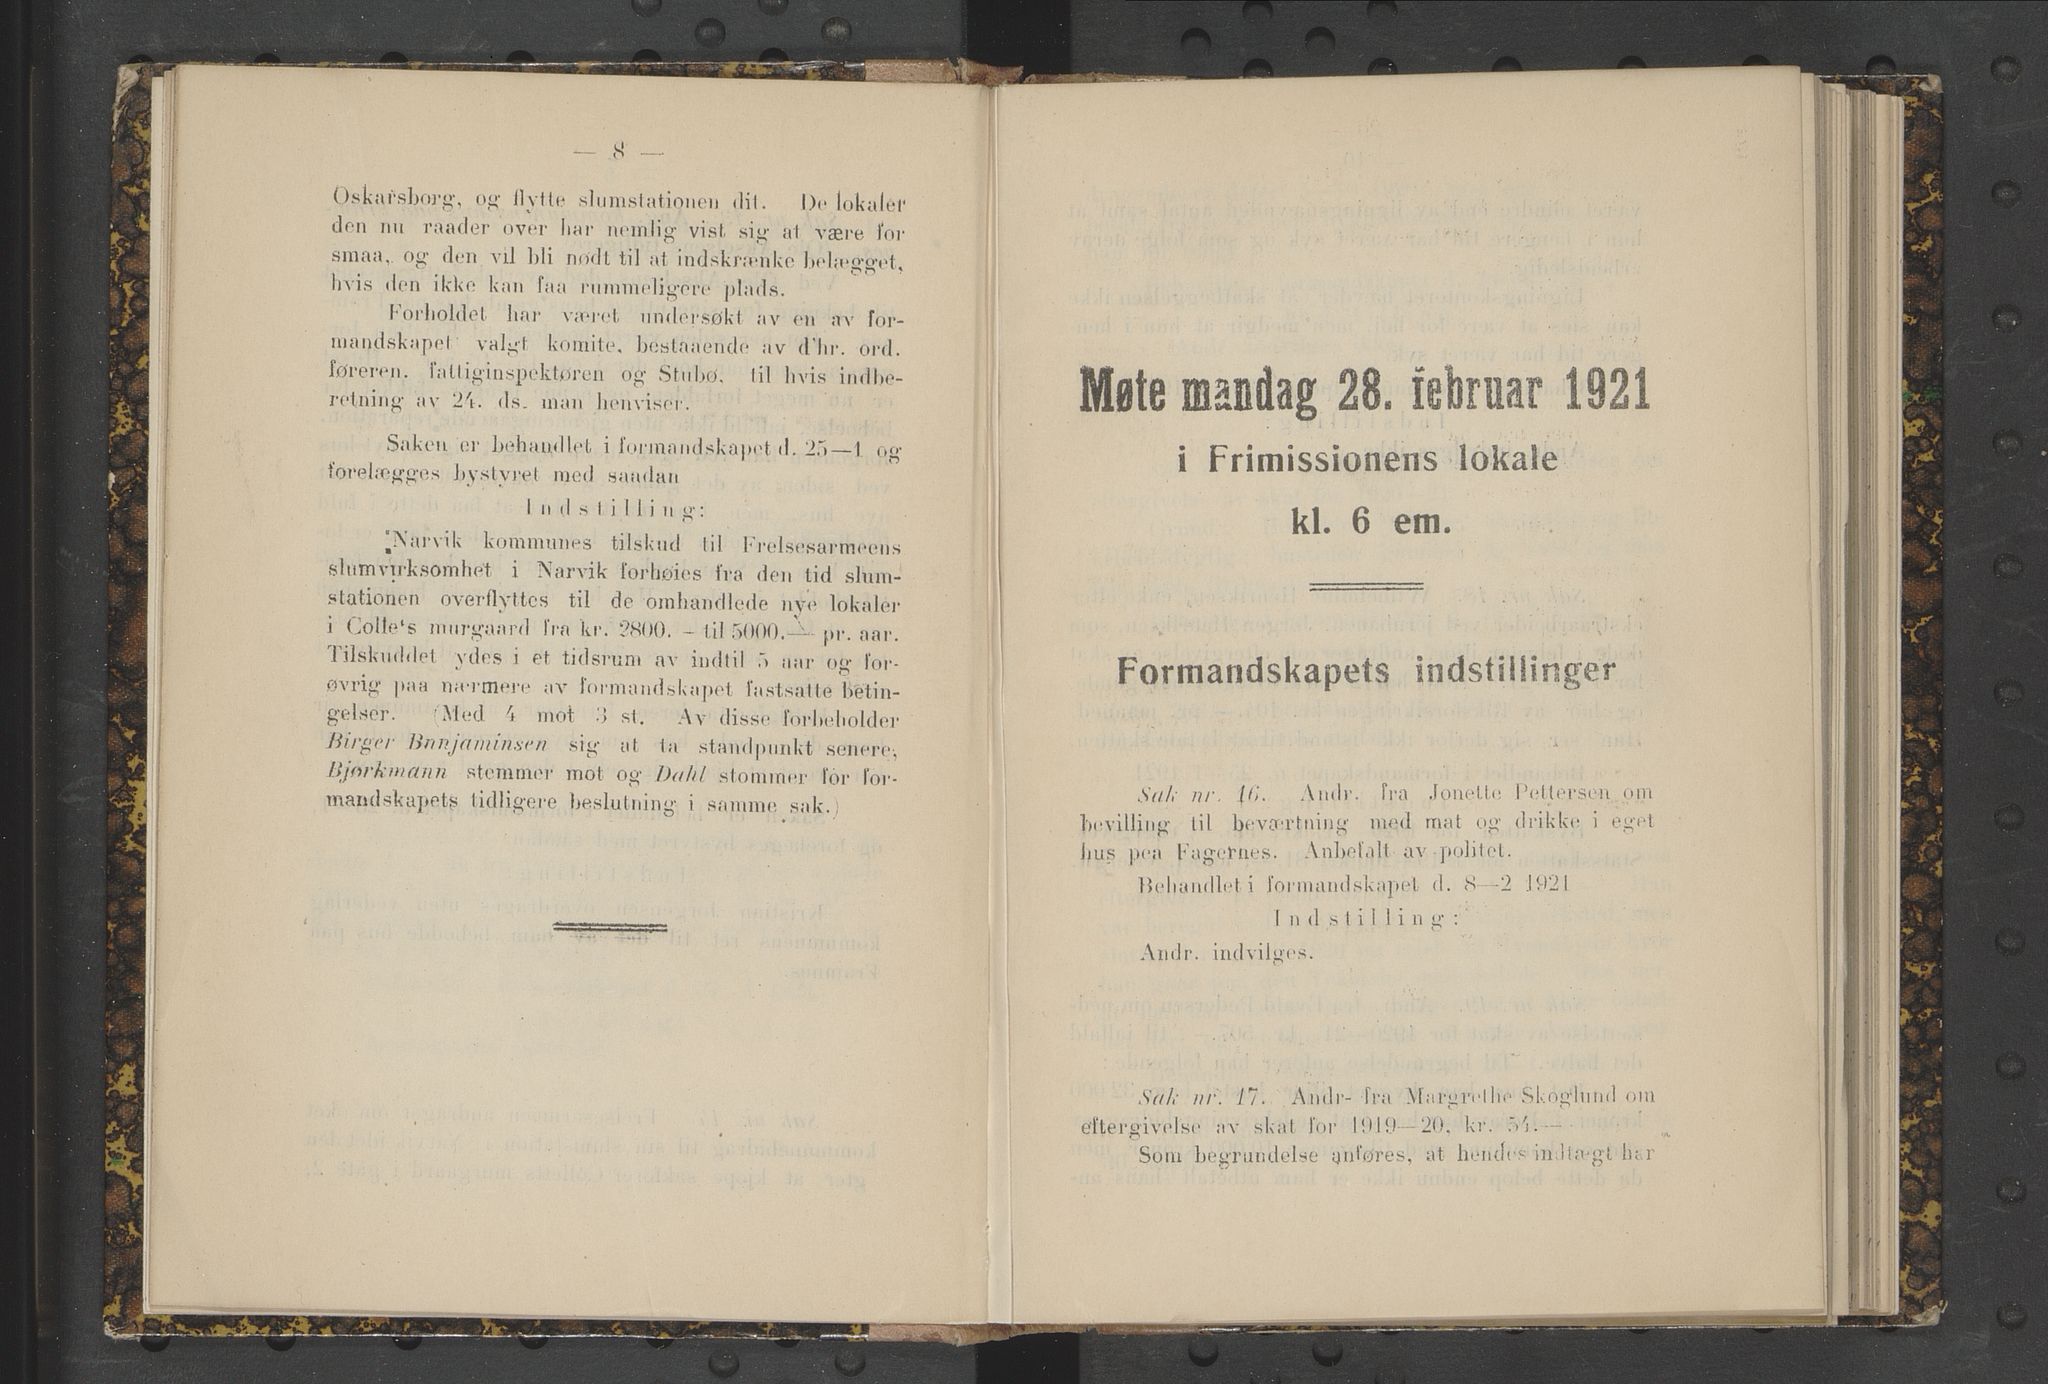 — 8 —
Oskarsborg, og flytte slumstationen dit. De lokaler
den nu raader over har nemlig vist sig at være for
smaa, og den vil bli nødt til at indskrænke belægget,
hvis den ikke kan faa rummeligere plads.
Forholdet har været undersøkt av en av for-
mandskapet valgt komite, bestaaende av d'hr. ord.
føreren, fattiginspektøren og Stubø, til hvis indbe-
retning av 24. ds. man henviser.
Saken er behandlet i formandskapet d. 25—1 og
forelægges bystyret med saadan
Indstilling:
Narvik kommunes tilskud til Frelsesarmeens
slumvirksomhet i Narvik forhøies fra den tid slum-
stationen overflyttes til de omhandlede nye lokaler
i Colle's murgaard fra kr. 2800.- til 5000.— pr. aar.
Tilskuddet ydes i et tidsrum av indtil 5 aar og for-
øvrig paa nærmere av formandskapet fastsatte betin-
gelser. (Med 4 mot 3 st. Av disse forbeholder
Birger Bnnjaminsen sig at ta standpunkt senere,
Bjørkmann stemmer mot og Dahl stommer for for-
mandskapets tidligere beslutning i samme sak.)
Møte mandag 28. februar 1921
i Frimissionens lokale
kl. 6 em.
Formandskapets indstillinger
Sak nr. 16. Andr. fra Jonette Pettersen om
bevilling til beværtning med mat og drikke i eget
hus pea Fagernes. Anbefalt av politet.
Behandlet i formandskapet d. 8—2 1921
Indstilling:
Andr. indvilges.
Sak nr. 17. Andr- fra Margrethe Skoglund om
eftergivelse av skat for 1919—20, kr. 54.—
Som begrundelse anføres, at hendes indtægt har